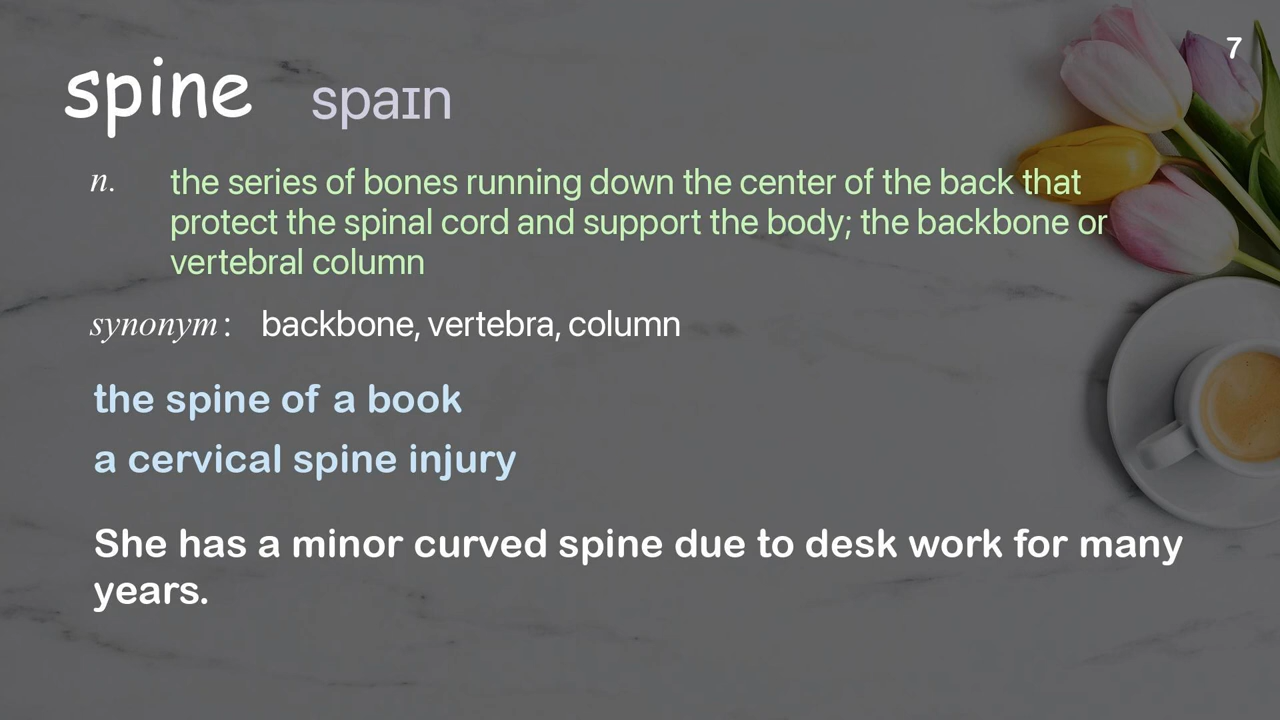 7
spine spaɪn
n. the series of bones running down the center of the back that
protect the spinal cord and support the body; the backbone or
vertebral column
synonym : backbone, vertebra, column
the spine of a book
a cervical spine injury
She has a minor curved spine due to desk work for many
years.